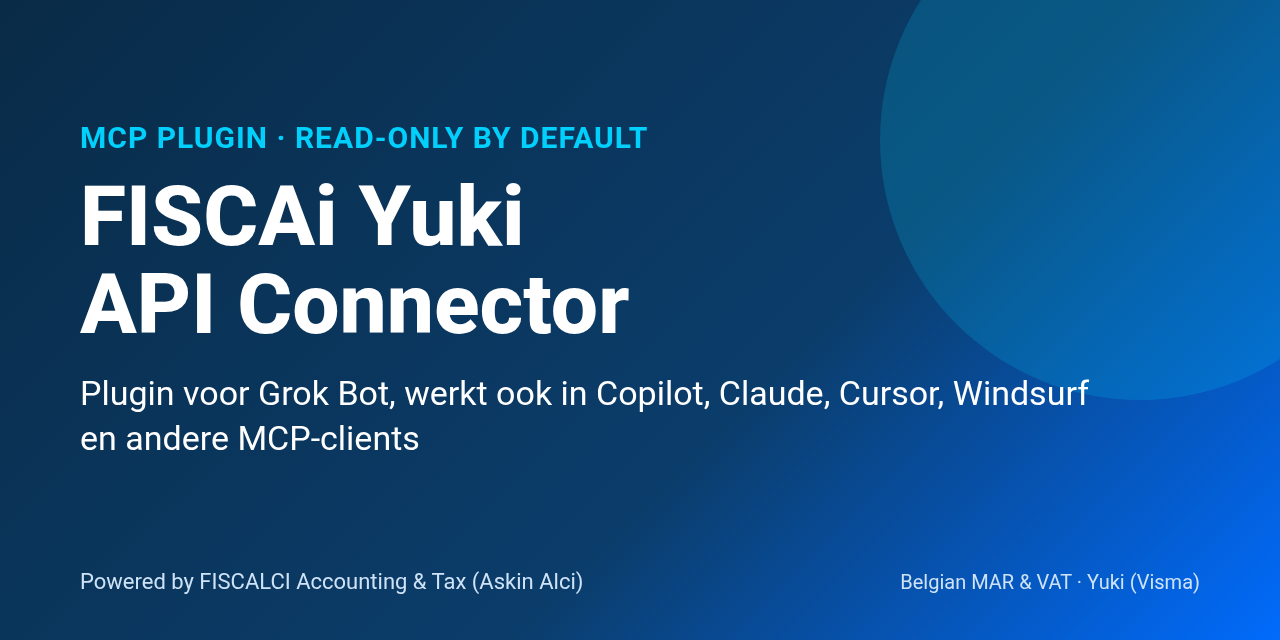 MCP PLUGIN · READ-ONLY BY DEFAULT
FISCAi Yuki
API Connector
Plugin voor Grok Bot, werkt ook in Copilot, Claude, Cursor, Windsurf
en andere MCP-clients
Powered by FISCALCI Accounting & Tax (Askin Alci)
Belgian MAR & VAT · Yuki (Visma)